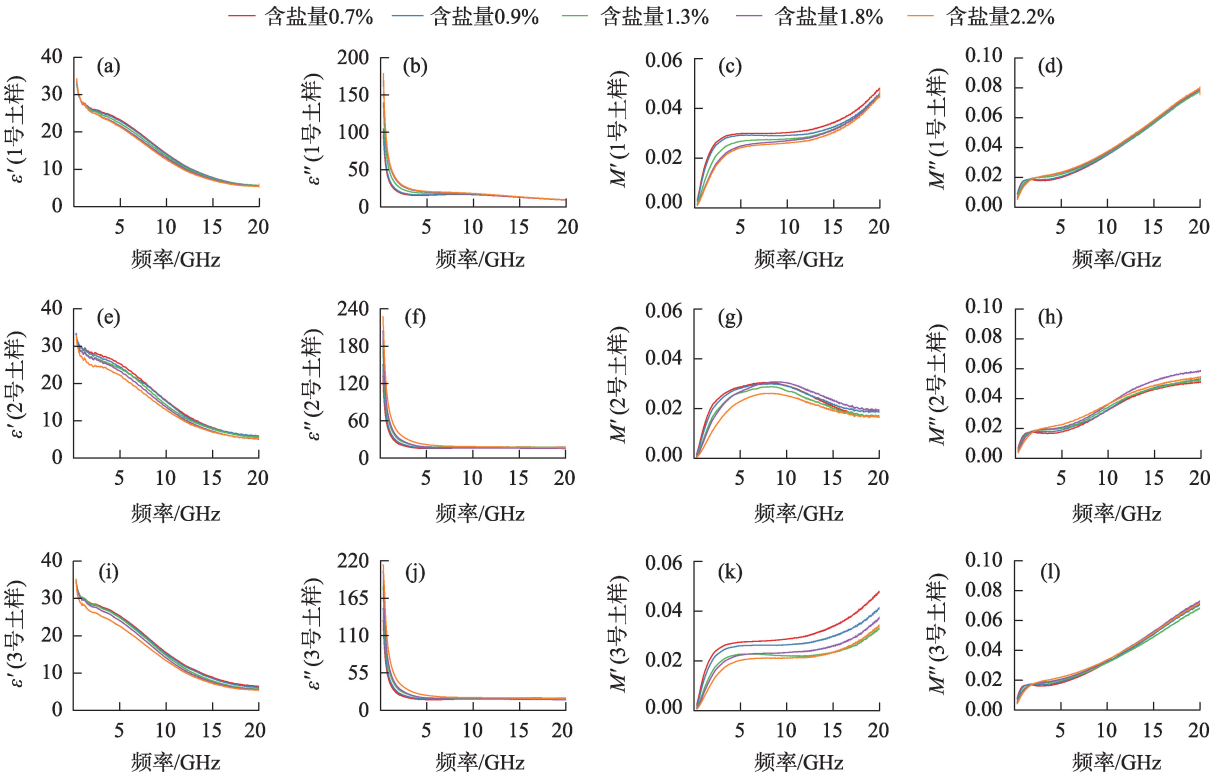 含盐量0.7% 含盐量0.9% 含盐量1.3% 含盐量1.8% 含盐量2.2%
40 30 20 10 0
ε′ (1号土样)
(a)
5 10 15 20
频率/GHz
200 150 100 50 0
ε″ (1号土样)
(b)
5 10 15 20
频率/GHz
0.06 0.04 0.02 0.00
M′ (1号土样)
(c)
5 10 15 20
频率/GHz
0.10 0.08 0.06 0.04 0.02 0.00
M″ (1号土样)
(d)
5 10 15 20
频率/GHz
40 30 20 10 0
ε′ (2号土样)
(e)
5 10 15 20
频率/GHz
240 180 120 60 0
ε″ (2号土样)
(f)
5 10 15 20
频率/GHz
0.06 0.04 0.02 0.00
M′ (2号土样)
(g)
5 10 15 20
频率/GHz
0.10 0.08 0.06 0.04 0.02 0.00
M″ (2号土样)
(h)
5 10 15 20
频率/GHz
40 30 20 10 0
ε′ (3号土样)
(i)
5 10 15 20
频率/GHz
220 165 110 55 0
ε″ (3号土样)
(j)
5 10 15 20
频率/GHz
0.06 0.04 0.02 0.00
M′ (3号土样)
(k)
5 10 15 20
频率/GHz
0.10 0.08 0.06 0.04 0.02 0.00
M″ (3号土样)
(l)
5 10 15 20
频率/GHz